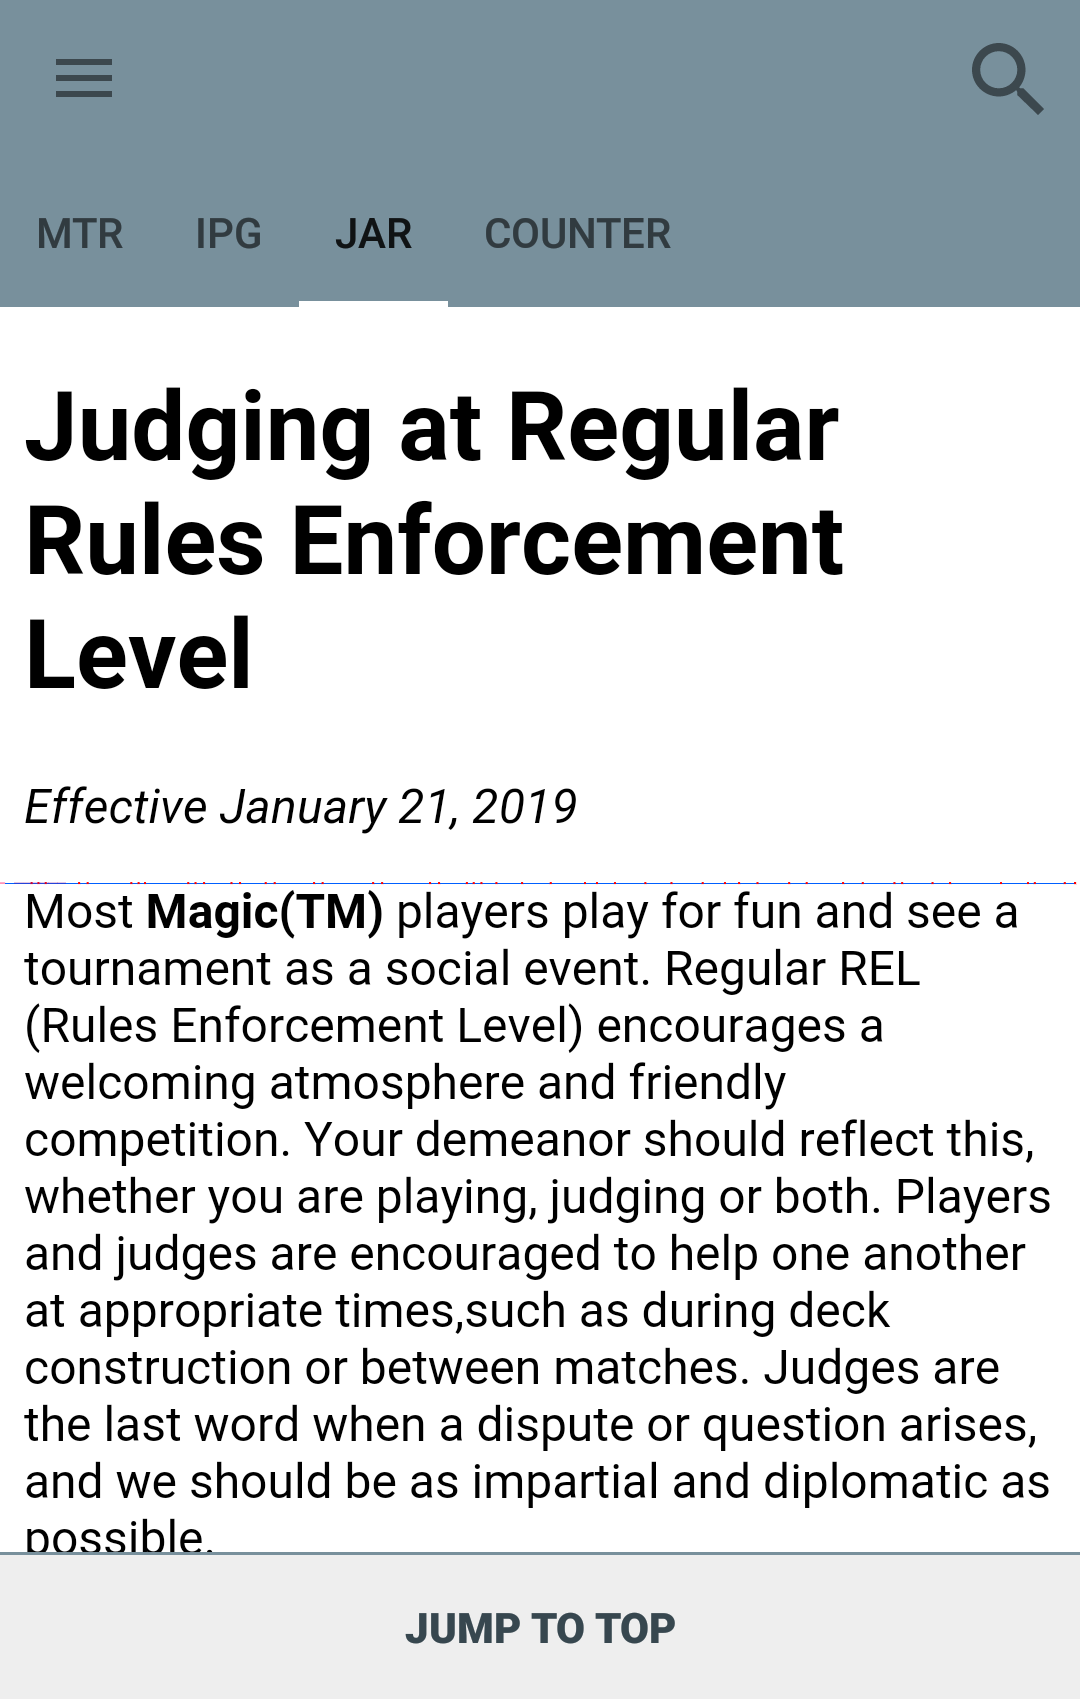 MTR IPG JAR COUNTER
Judging at Regular
Rules Enforcement
Level
Effective January 21, 2019
Most Magic(TM) players play for fun and see a
tournament as a social event. Regular REL
(Rules Enforcement Level) encourages a
welcoming atmosphere and friendly
competition. Your demeanor should reflect this,
whether you are playing, judging or both. Players
and judges are encouraged to help one another
at appropriate times,such as during deck
construction or between matches. Judges are
the last word when a dispute or question arises,
and we should be as impartial and diplomatic as
possible.
JUMP TO TOP